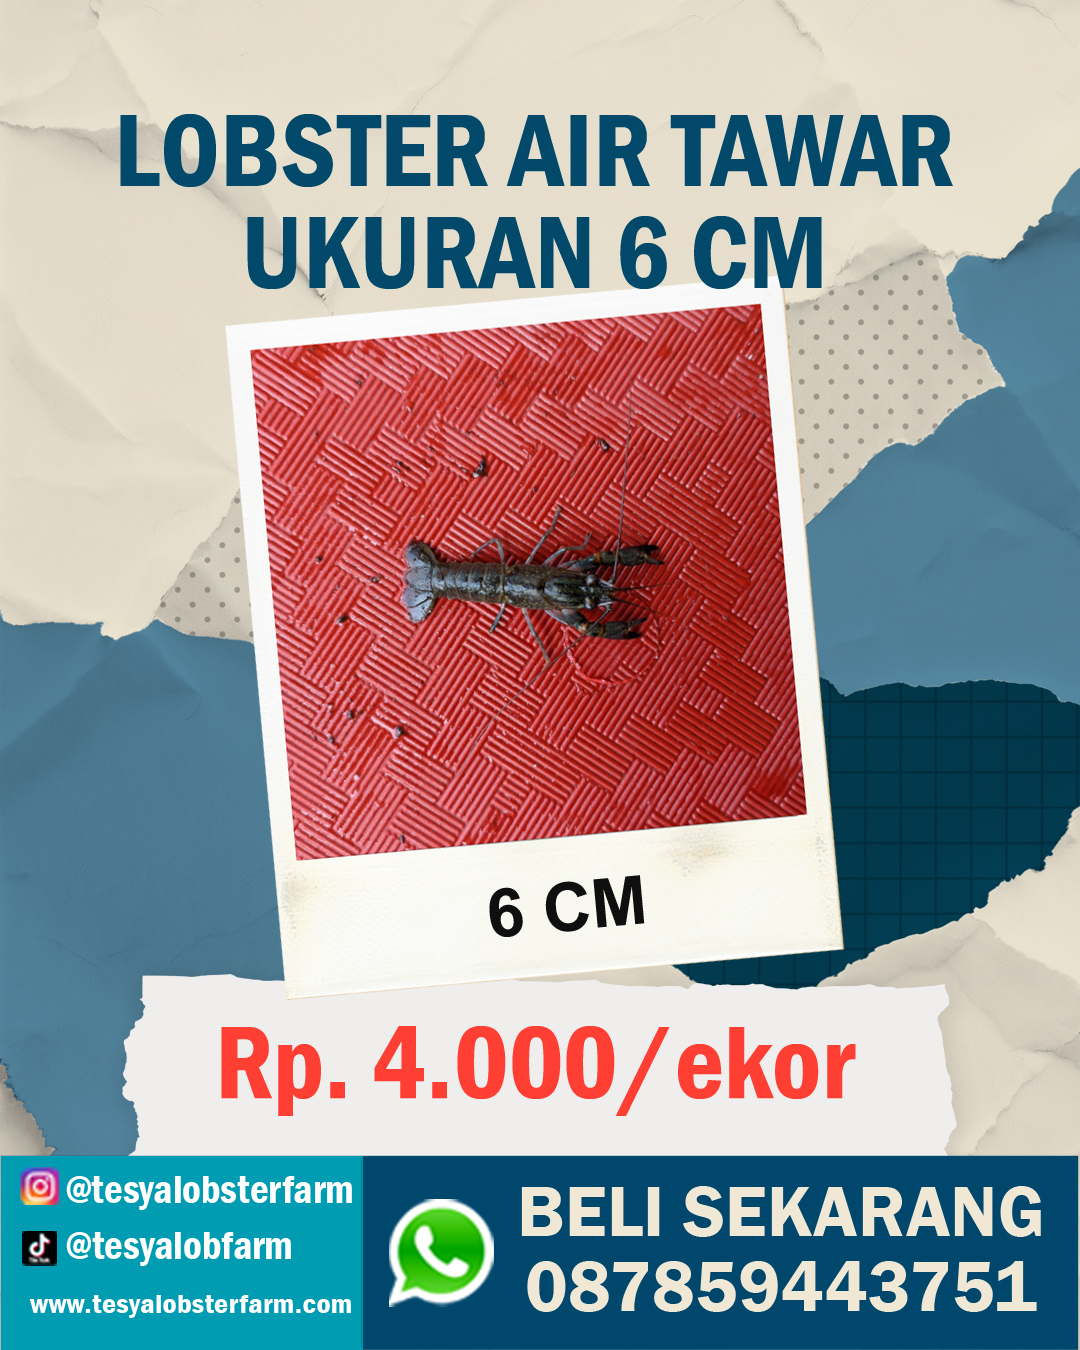 LOBSTER AIR TAWAR
UKURAN 6 CM
6 CM
Rp. 4.000/ekor
@tesyalobsterfarm
@tesyalobfarm
www.tesyalobsterfarm.com
BELI SEKARANG
087859443751